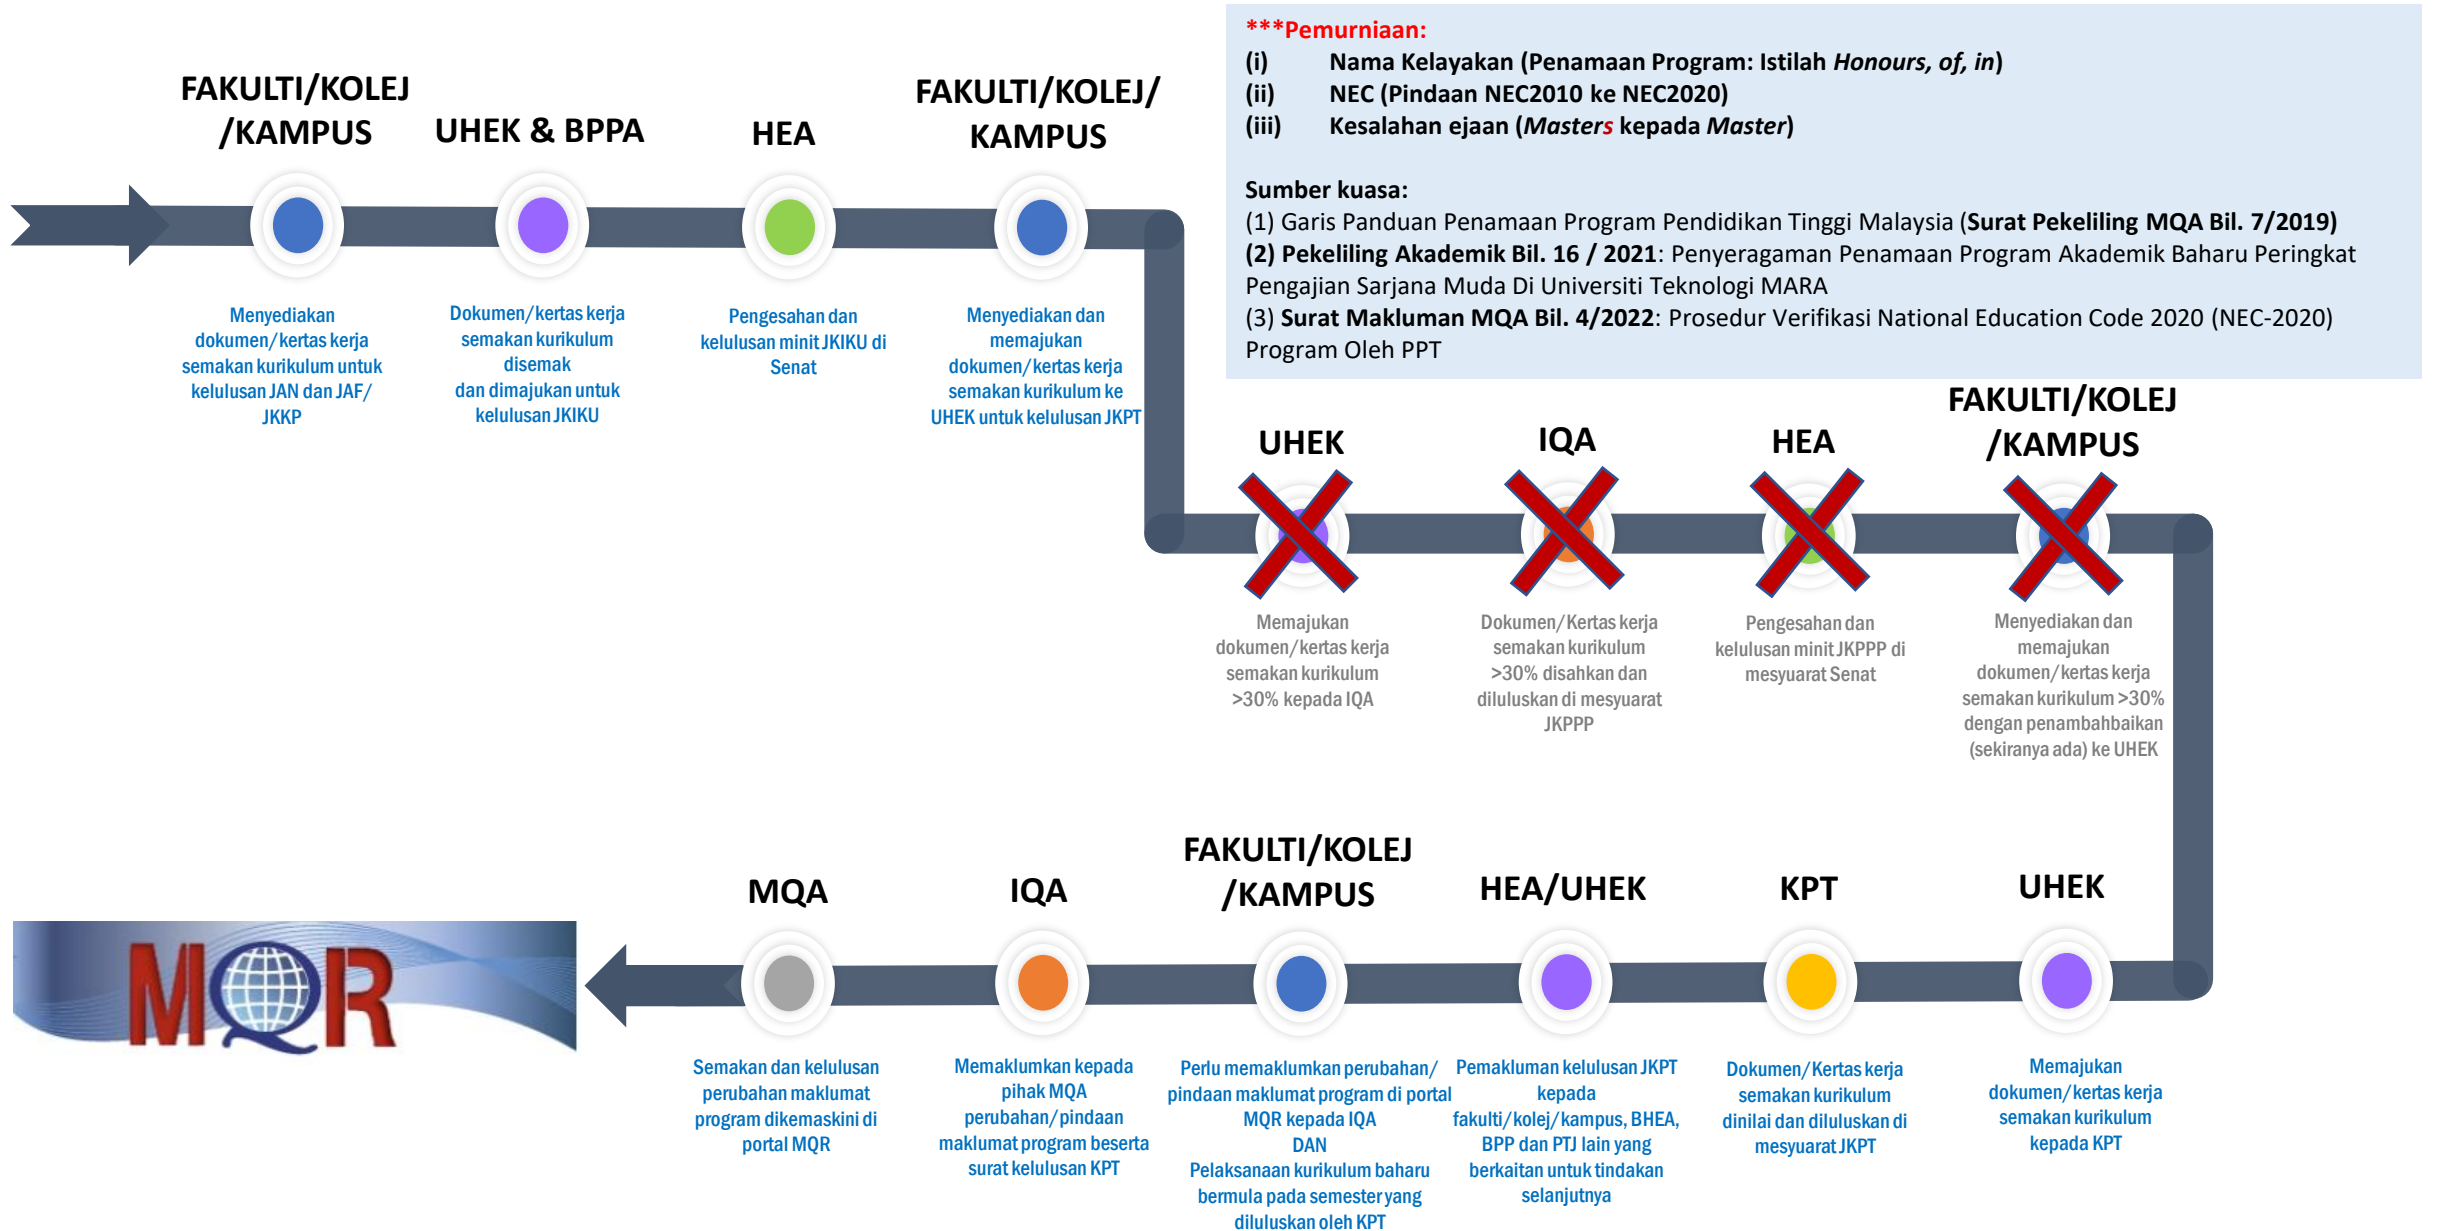 ***Pemurniaan:
(i) Nama Kelayakan (Penamaan Program: Istilah Honours, of, in)
(ii) NEC (Pindaan NEC2010 ke NEC2020)
(iii) Kesalahan ejaan (Masters kepada Master)
Sumber kuasa:
(1) Garis Panduan Penamaan Program Pendidikan Tinggi Malaysia (Surat Pekeliling MQA Bil. 7/2019)
(2) Pekeliling Akademik Bil. 16 / 2021: Penyeragaman Penamaan Program Akademik Baharu Peringkat
Pengajian Sarjana Muda Di Universiti Teknologi MARA
(3) Surat Makluman MQA Bil. 4/2022: Prosedur Verifikasi National Education Code 2020 (NEC-2020)
Program Oleh PPT
FAKULTI/KOLEJ
/KAMPUS
Menyediakan
dokumen/kertas kerja
semakan kurikulum untuk
kelulusan JAN dan JAF/
JKKP
UHEK & BPPA
Dokumen/kertas kerja
semakan kurikulum
disemak
dan dimajukan untuk
kelulusan JKIKU
HEA
Pengesahan dan
kelulusan minit JKIKU di
Senat
FAKULTI/KOLEJ/
KAMPUS
Menyediakan dan
memajukan
dokumen/kertas kerja
semakan kurikulum ke
UHEK untuk kelulusan JKPT
UHEK
Memajukan
dokumen/kertas kerja
semakan kurikulum
>30% kepada IQA
IQA
Dokumen/Kertas kerja
semakan kurikulum
>30% disahkan dan
diluluskan di mesyuarat
JKPPP
HEA
Pengesahan dan
kelulusan minit JKPPP di
mesyuarat Senat
FAKULTI/KOLEJ
/KAMPUS
Menyediakan dan
memajukan
dokumen/kertas kerja
semakan kurikulum >30%
dengan penambahbaikan
(sekiranya ada) ke UHEK
UHEK
Memajukan
dokumen/kertas kerja
semakan kurikulum
kepada KPT
KPT
Dokumen/Kertas kerja
semakan kurikulum
dinilai dan diluluskan di
mesyuarat JKPT
HEA/UHEK
Pemakluman kelulusan JKPT
kepada
fakulti/kolej/kampus, BHEA,
BPP dan PTJ lain yang
berkaitan untuk tindakan
selanjutnya
FAKULTI/KOLEJ
/KAMPUS
Perlu memaklumkan perubahan/
pindaan maklumat program di portal
MQR kepada IQA
DAN
Pelaksanaan kurikulum baharu
bermula pada semester yang
diluluskan oleh KPT
IQA
Memaklumkan kepada
pihak MQA
perubahan/pindaan
maklumat program beserta
surat kelulusan KPT
MQA
Semakan dan kelulusan
perubahan maklumat
program dikemaskini di
portal MQR
MQR